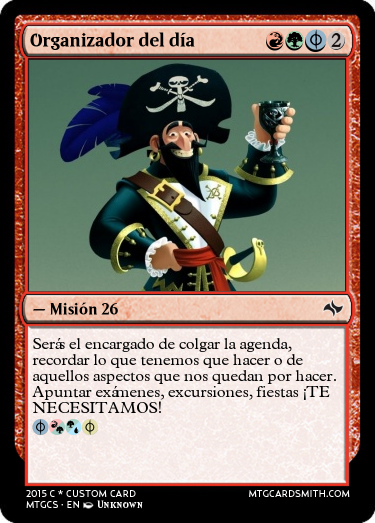 Organizador del día 2
— Misión 26
Serás el encargado de colgar la agenda,
recordar lo que tenemos que hacer o de
aquellos aspectos que nos quedan por hacer.
Apuntar exámenes, excursiones, fiestas ¡TE
NECESITAMOS!
2015 C * CUSTOM CARD
MTGCARDSMITH.COM
MTGCS · EN Unknown